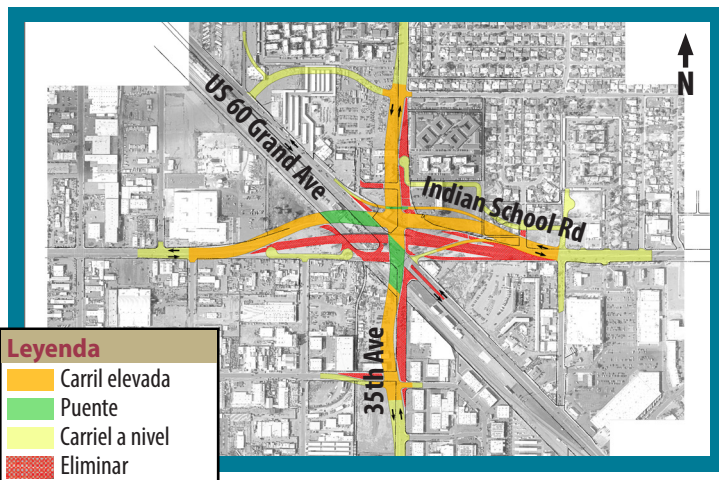 N
US 60 Grand Ave
Indian School Rd
35th Ave
Leyenda
Carril elevada
Puente
Carriel a nivel
Eliminar